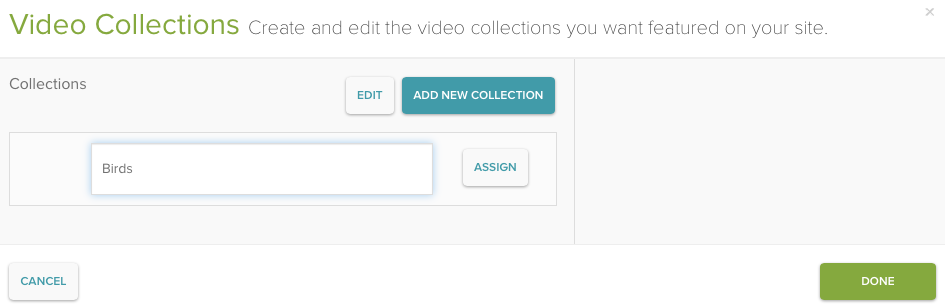 Video Collections Create and edit the video collections you want featured on your site.
×
Collections
EDIT
ADD NEW COLLECTION
Birds
ASSIGN
CANCEL
DONE